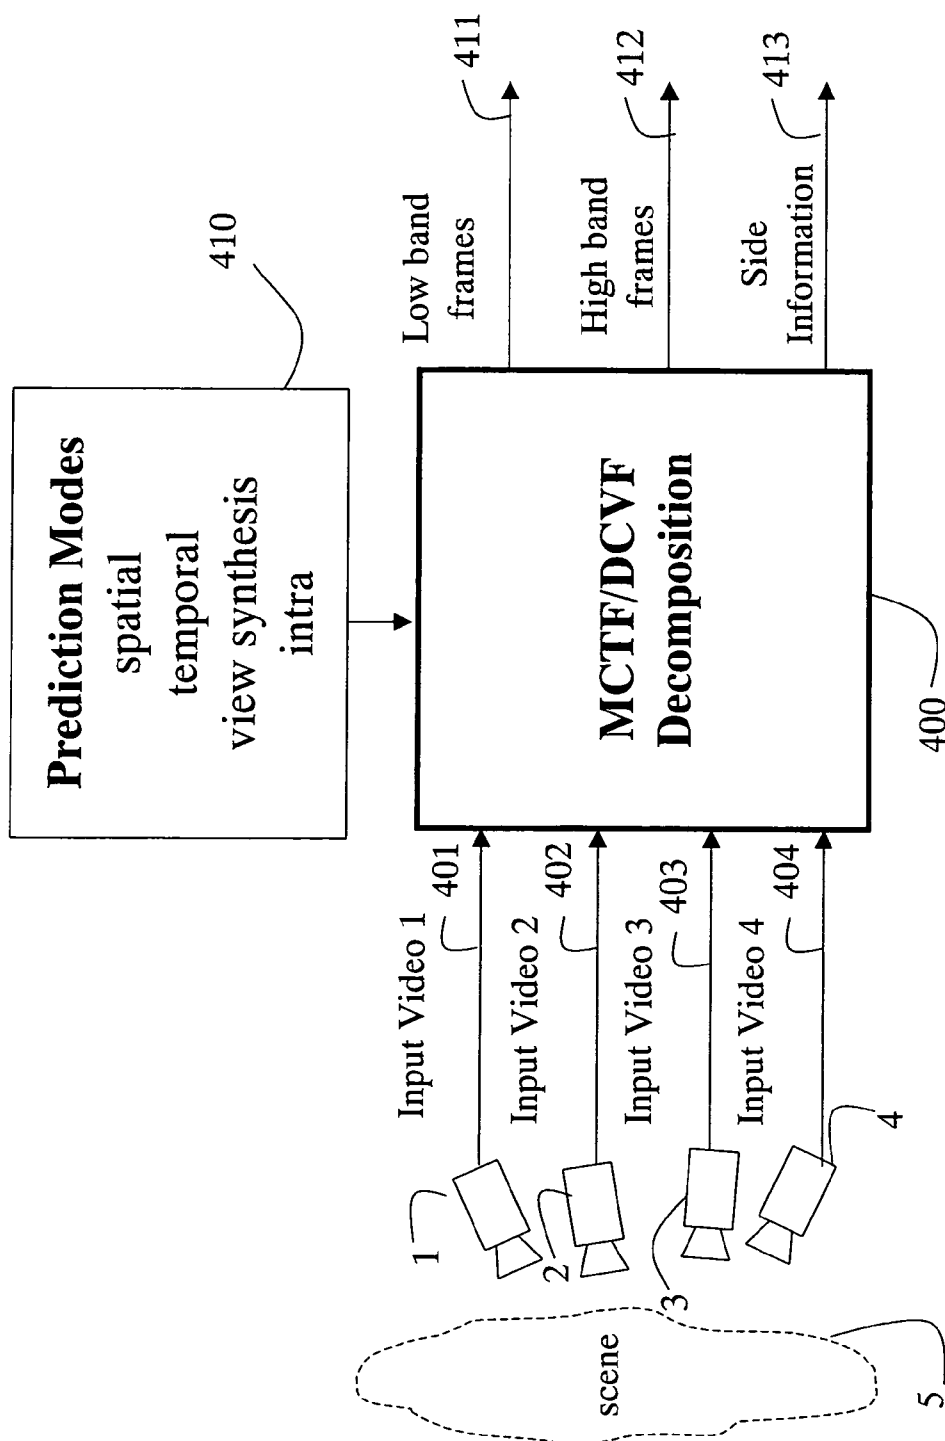 Prediction Modes
spatial
temporal
view synthesis
intra
410
scene
5
1
2
3
4
Input Video 1
401
Input Video 2
402
Input Video 3
403
Input Video 4
404
MCTF/DCVF
Decomposition
400
Low band
frames
411
High band
frames
412
Side
Information
413